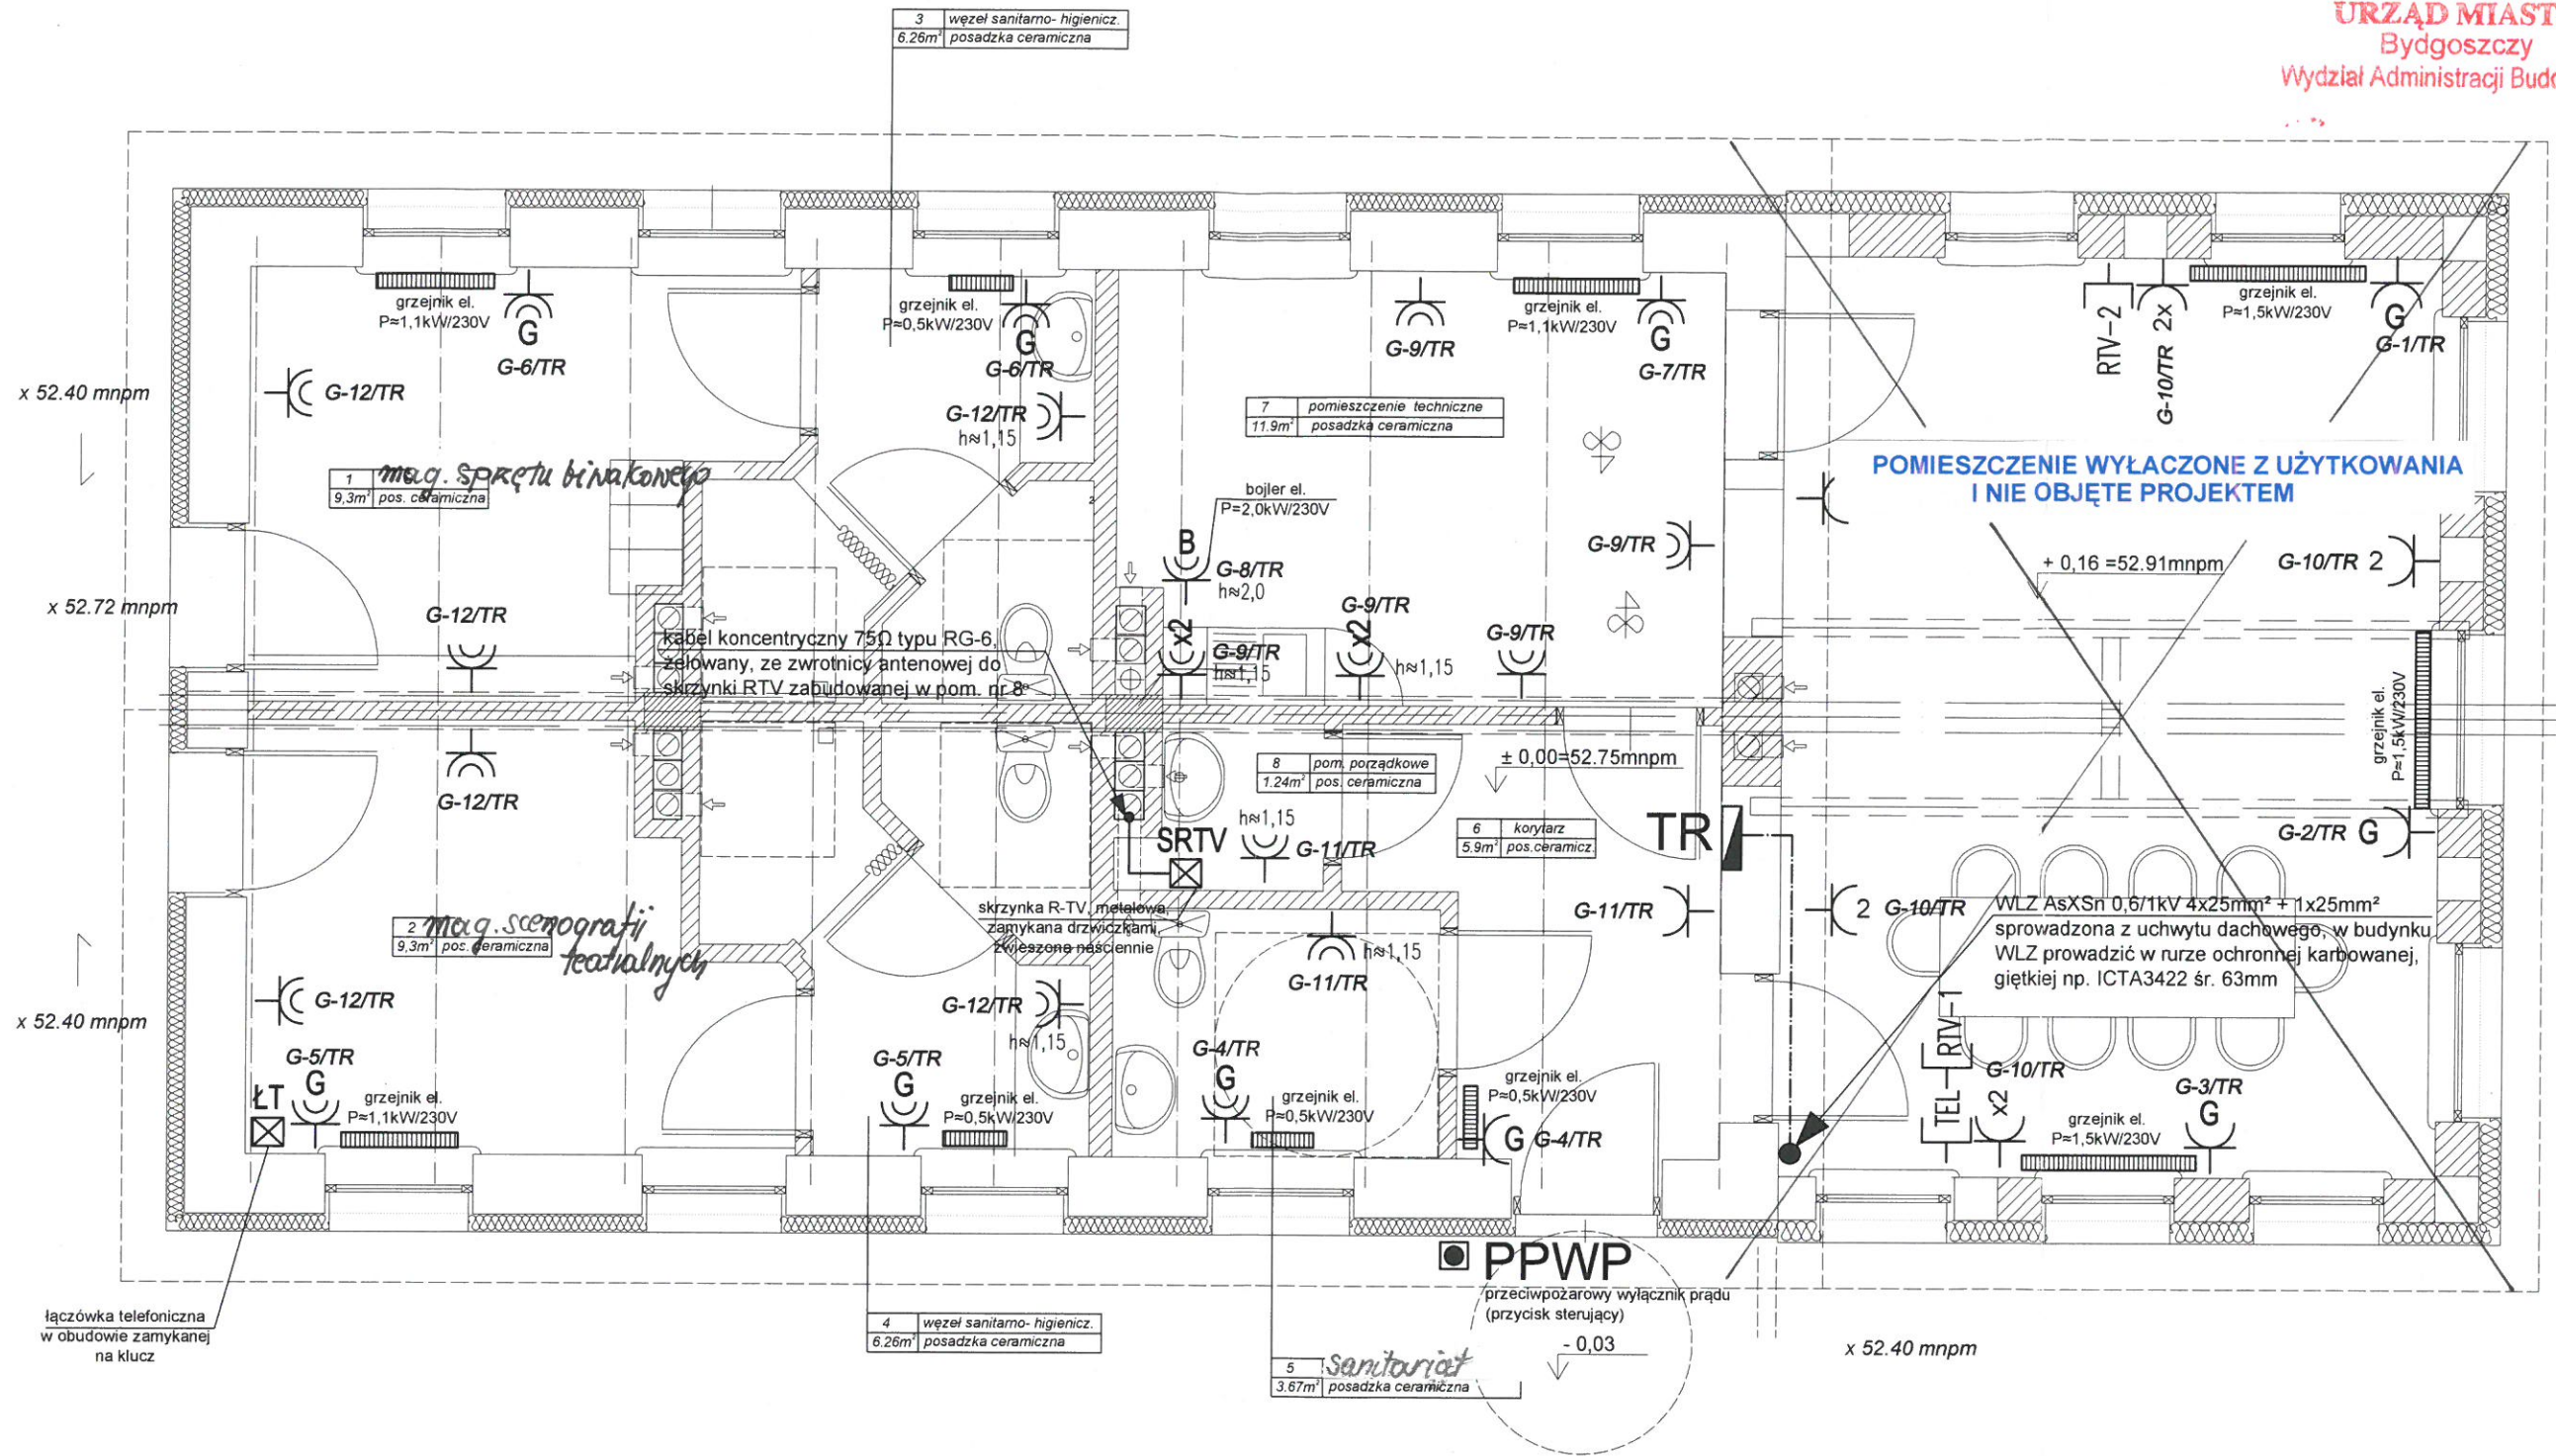 3 węzeł sanitarno- higienicz.
6.26m² posadzka ceramiczna
URZĄD MIAST
Bydgoszczy
Wydział Administracji Budo
grzejnik el.
P≈1,1kW/230V
G
G-6/TR
grzejnik el.
P≈0,5kW/230V
G
G-6/TR
G-12/TR
h≈1,15
G-9/TR
grzejnik el.
P≈1,1kW/230V
G
G-7/TR
RTV-2
G-10/TR 2x
grzejnik el.
P≈1,5kW/230V
G
G-1/TR
x 52.40 mnpm
G-12/TR
7 pomieszczenie techniczne
11.9m² posadzka ceramiczna
POMIESZCZENIE WYŁACZONE Z UŻYTKOWANIA
I NIE OBJĘTE PROJEKTEM
1 mag. sprzętu biwakowego
9,3m² pos. ceramiczna
2
bojler el.
P=2,0kW/230V
B
G-8/TR
h≈2,0
G-9/TR
+ 0,16 =52.91mnpm
G-10/TR 2
x 52.72 mnpm
G-12/TR
kabel koncentryczny 75Ω typu RG-6,
żelowany, ze zwrotnicy antenowej do
skrzynki RTV zabudowanej w pom. nr 8
x2
G-9/TR
h≈1,15
G-9/TR
x2
h≈1,15
G-9/TR
grzejnik el.
P≈1,5kW/230V
G-12/TR
8 pom. porządkowe
1.24m² pos. ceramiczna
± 0,00=52.75mnpm
h≈1,15
SRTV
G-11/TR
6 korytarz
5.9m² pos.ceramicz.
TR
G-2/TR G
2 mag. scenografii
teatralnych
9,3m² pos. ceramiczna
skrzynka R-TV, metalowa,
zamykana drzwiczkami,
zwieszona naściennie
G-11/TR
2 G-10/TR
WLZ AsXSn 0,6/1kV 4x25mm² + 1x25mm²
sprowadzona z uchwytu dachowego, w budynku
WLZ prowadzić w rurze ochronnej karbowanej,
giętkiej np. ICTA3422 śr. 63mm
h≈1,15
G-11/TR
x 52.40 mnpm
G-12/TR
G-12/TR
h≈1,15
G-5/TR
G
ŁT
grzejnik el.
P≈1,1kW/230V
G-5/TR
G
grzejnik el.
P≈0,5kW/230V
G-4/TR
G
grzejnik el.
P≈0,5kW/230V
grzejnik el.
P≈0,5kW/230V
G G-4/TR
RTV-1
TEL
G-10/TR
x2
grzejnik el.
P≈1,5kW/230V
G-3/TR
G
PPWP
przeciwpożarowy wyłącznik prądu
(przycisk sterujący)
- 0,03
łączówka telefoniczna
w obudowie zamykanej
na klucz
4 węzeł sanitarno- higienicz.
6.26m² posadzka ceramiczna
5 Sanitariat
3.67m² posadzka ceramiczna
x 52.40 mnpm